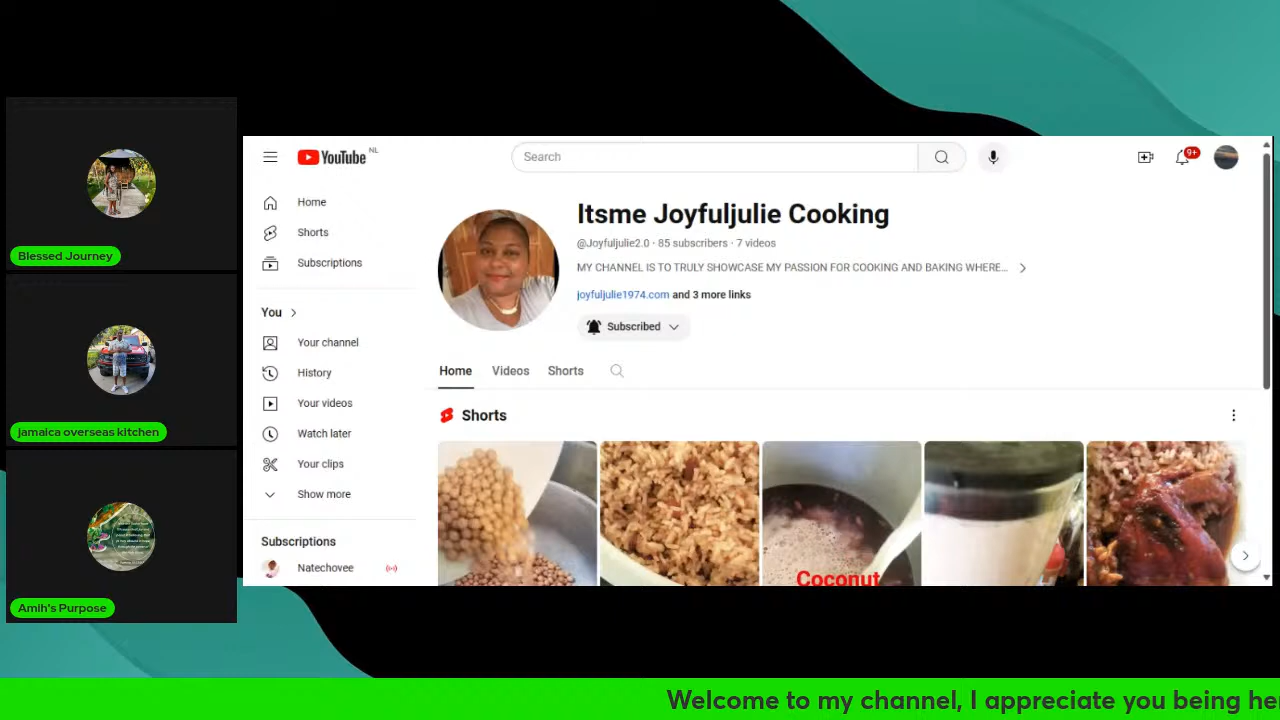 Blessed Journey
jamaica overseas kitchen
Amih's Purpose
YouTube NL
Search
9+
Home
Shorts
Subscriptions
You
Your channel
History
Your videos
Watch later
Your clips
Show more
Subscriptions
Natechovee
Itsme Joyfuljulie Cooking
@Joyfuljulie2.0 · 85 subscribers · 7 videos
MY CHANNEL IS TO TRULY SHOWCASE MY PASSION FOR COOKING AND BAKING WHERE...
joyfuljulie1974.com and 3 more links
Subscribed
Home Videos Shorts
Shorts
Coconut
Welcome to my channel, I appreciate you being he